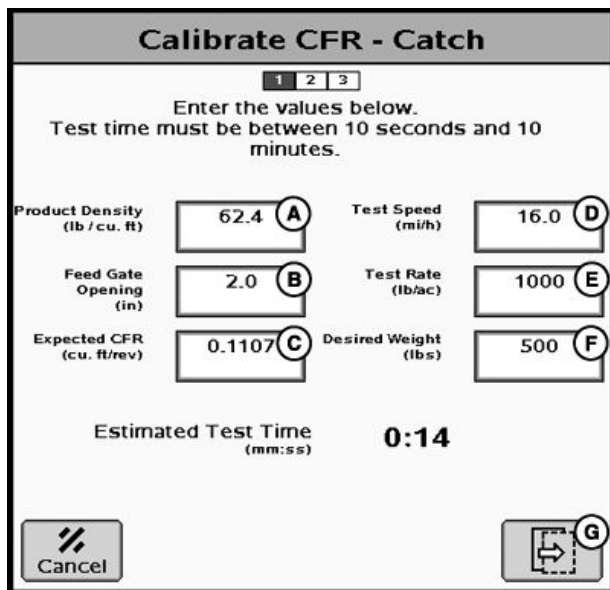 Calibrate CFR - Catch
1 2 3
Enter the values below.
Test time must be between 10 seconds and 10
minutes.
Product Density
(lb / cu. ft)
62.4 A
Test Speed
(mi/h)
16.0 D
Feed Gate
Opening
(in)
2.0 B
Test Rate
(lb/ac)
1000 E
Expected CFR
(cu. ft/rev)
0.1107 C
Desired Weight
(lbs)
500 F
Estimated Test Time
(mm:ss)
0:14
Cancel
G